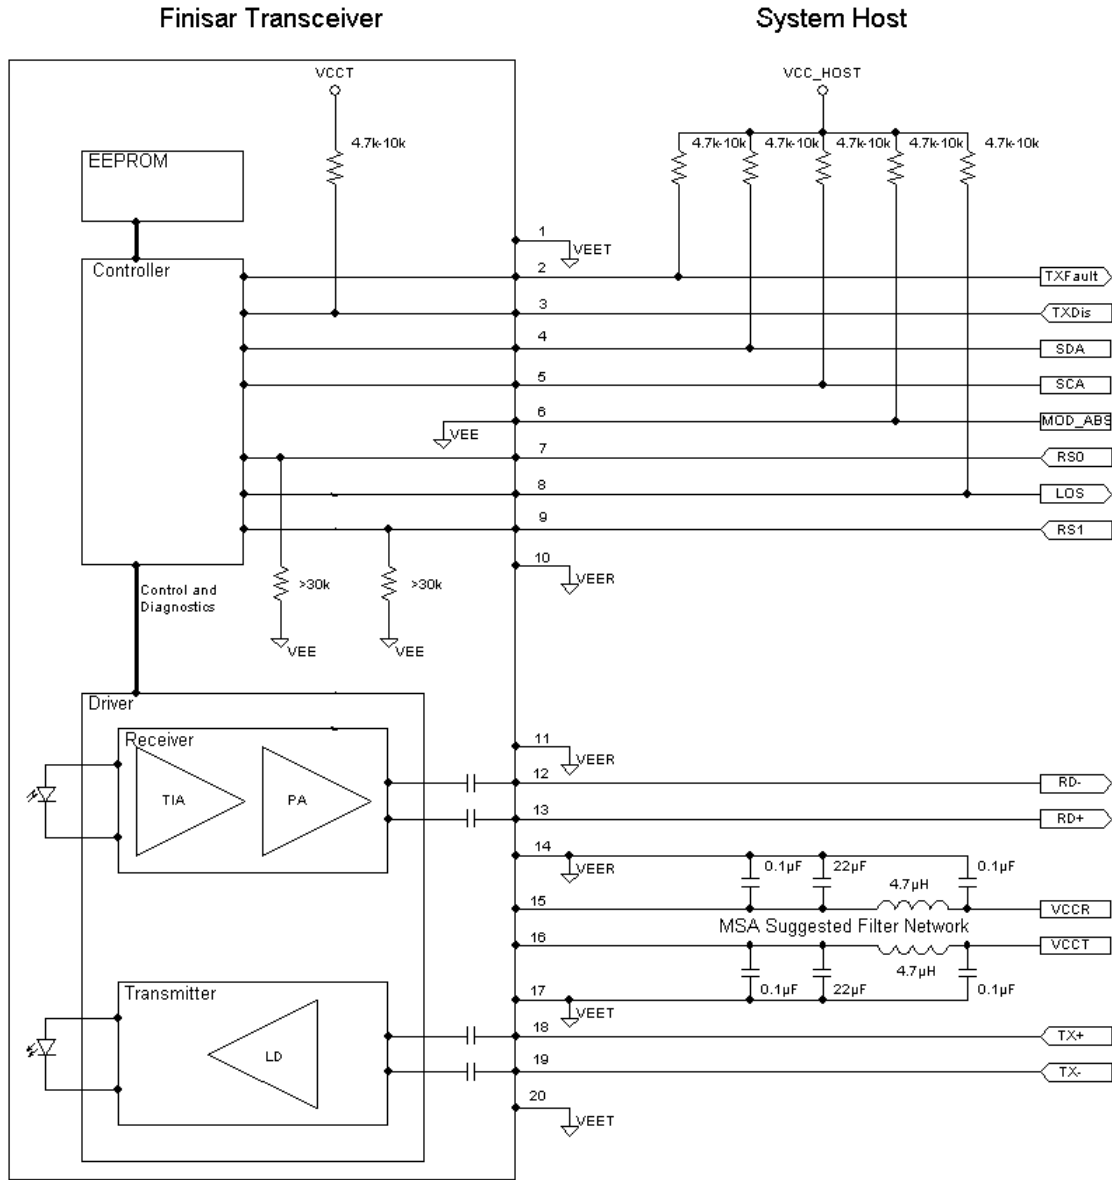 Finisar Transceiver
System Host
VCCT
VCC_HOST
4.7k-10k
4.7k-10k
4.7k-10k
4.7k-10k
4.7k-10k
4.7k-10k
EEPROM
1
VEET
Controller
2
TXFault
3
TXDis
4
SDA
5
SCA
6
VEE
MOD_ABS
7
RS0
8
LOS
9
RS1
10
VEER
>30k
>30k
Control and
Diagnostics
VEE
VEE
Driver
Receiver
11
VEER
12
RD-
TIA
PA
13
RD+
14
VEER
0.1µF
22µF
4.7µH
0.1µF
15
VCCR
MSA Suggested Filter Network
16
VCCT
4.7µH
Transmitter
17
VEET
0.1µF
22µF
0.1µF
18
TX+
LD
19
TX-
20
VEET